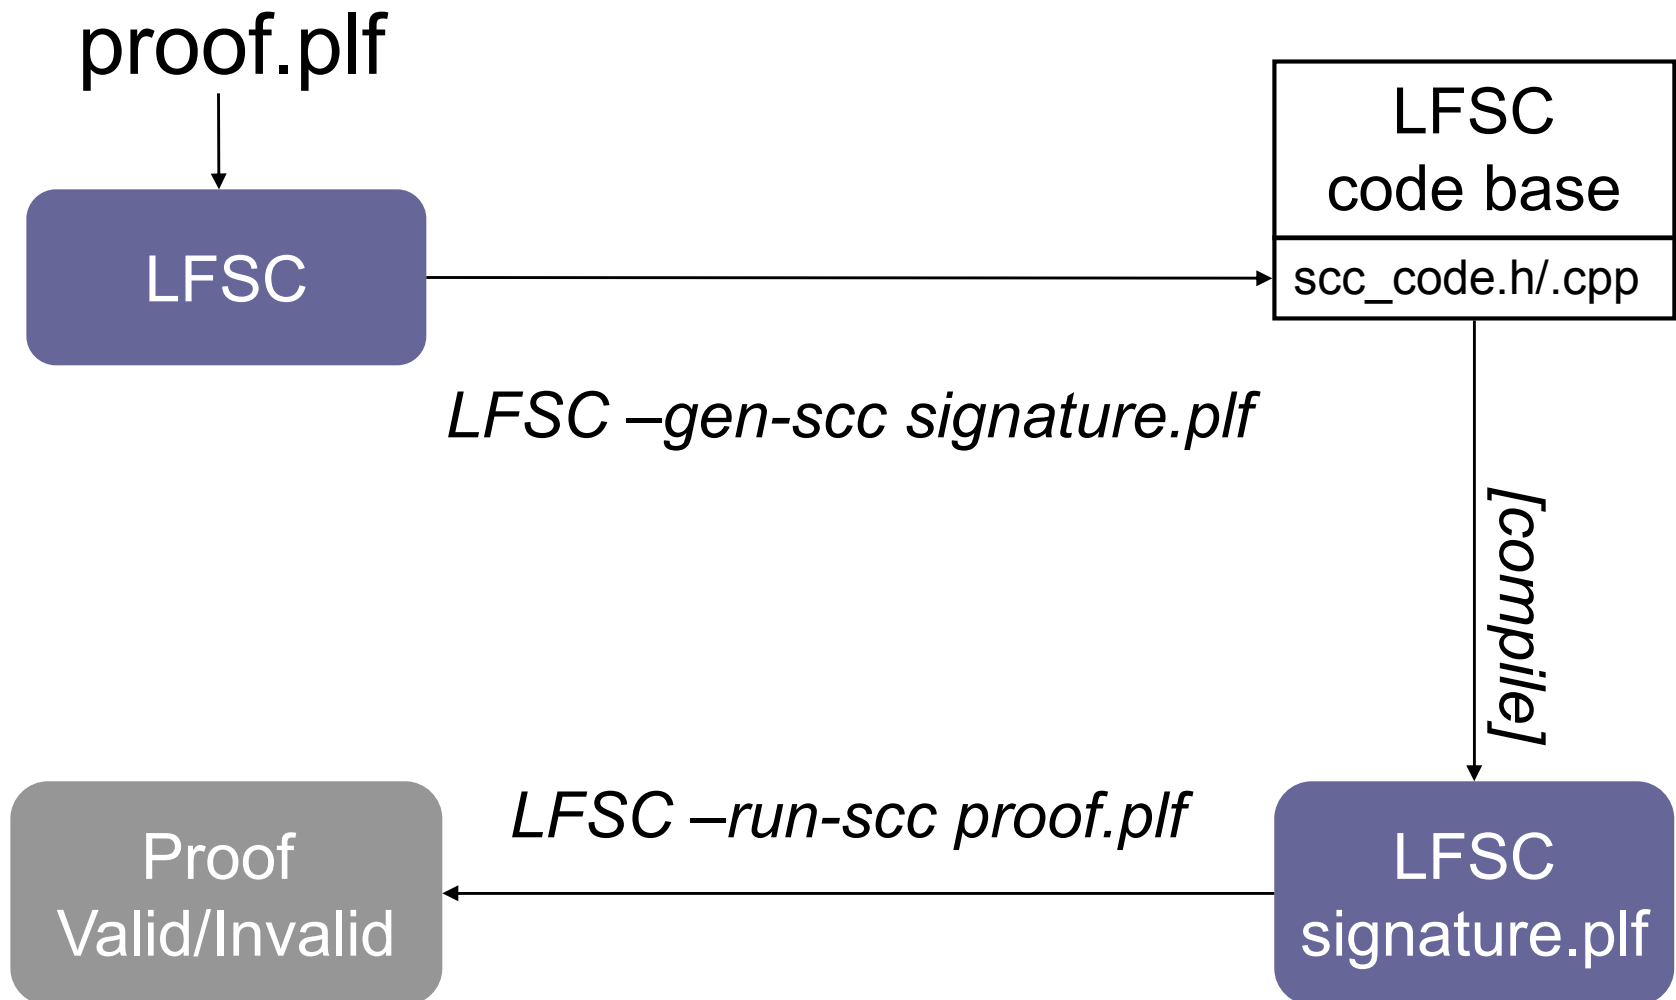 proof.plf
LFSC
LFSC
code base
scc_code.h/.cpp
LFSC –gen-scc signature.plf
[compile]
LFSC –run-scc proof.plf
Proof
Valid/Invalid
LFSC
signature.plf